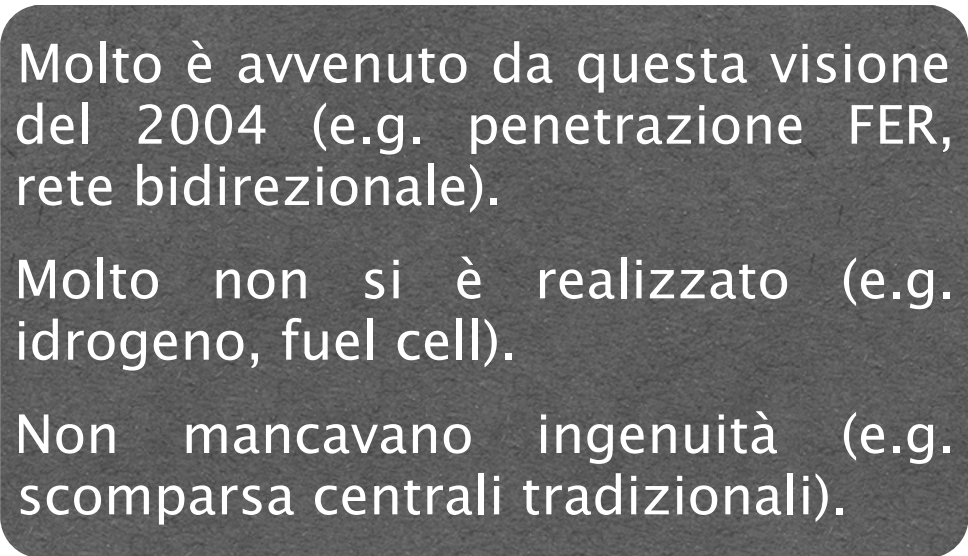 Molto è avvenuto da questa visione
del 2004 (e.g. penetrazione FER,
rete bidirezionale).
Molto non si è realizzato (e.g.
idrogeno, fuel cell).
Non mancavano ingenuità (e.g.
scomparsa centrali tradizionali).